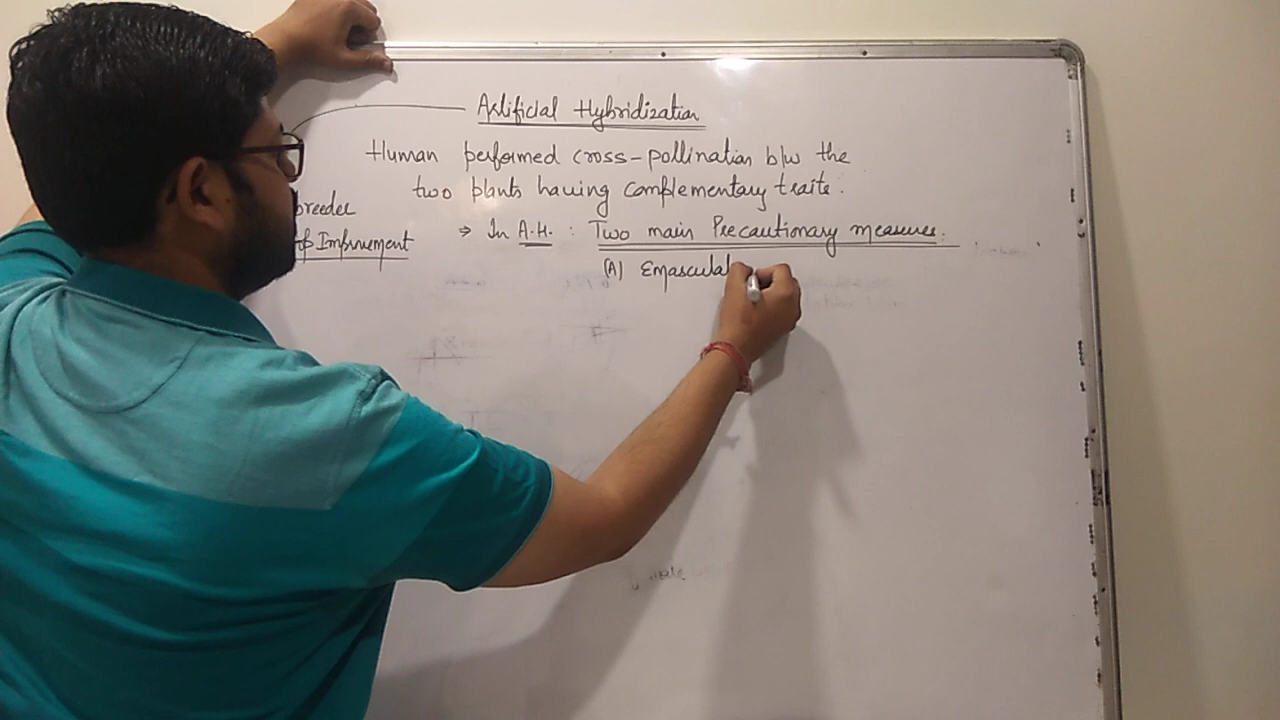 Artificial Hybridization
Human performed cross-pollination b/w the
two plants having complementary traits.
breeder
of Improvement
⇒ In A.H. : Two main Precautionary measures.
(A) Emasculat